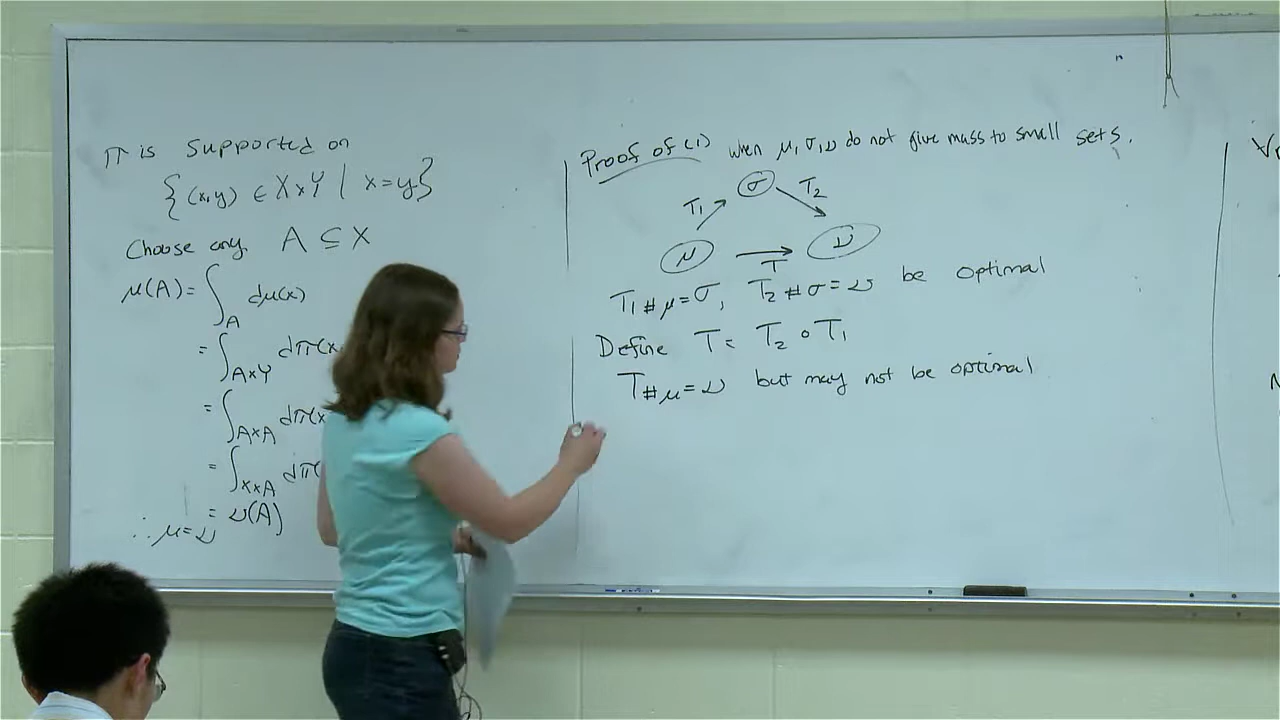 π is supported on
{(x,y) ∈ X×Y | x=y}
Choose any A ⊆ X
μ(A) = ∫_A dμ(x)
= ∫_{A×Y} dπ(x
= ∫_{A×A} dπ(x
= ∫_{X×A} dπ(
= ν(A)
∴ μ = ν
Proof of (1) when μ, σ, ν do not give mass to small sets.
σ
T₁ T₂
μ ν
T
T₁#μ = σ, T₂#σ = ν be optimal
Define T = T₂ ∘ T₁
T#μ = ν but may not be optimal